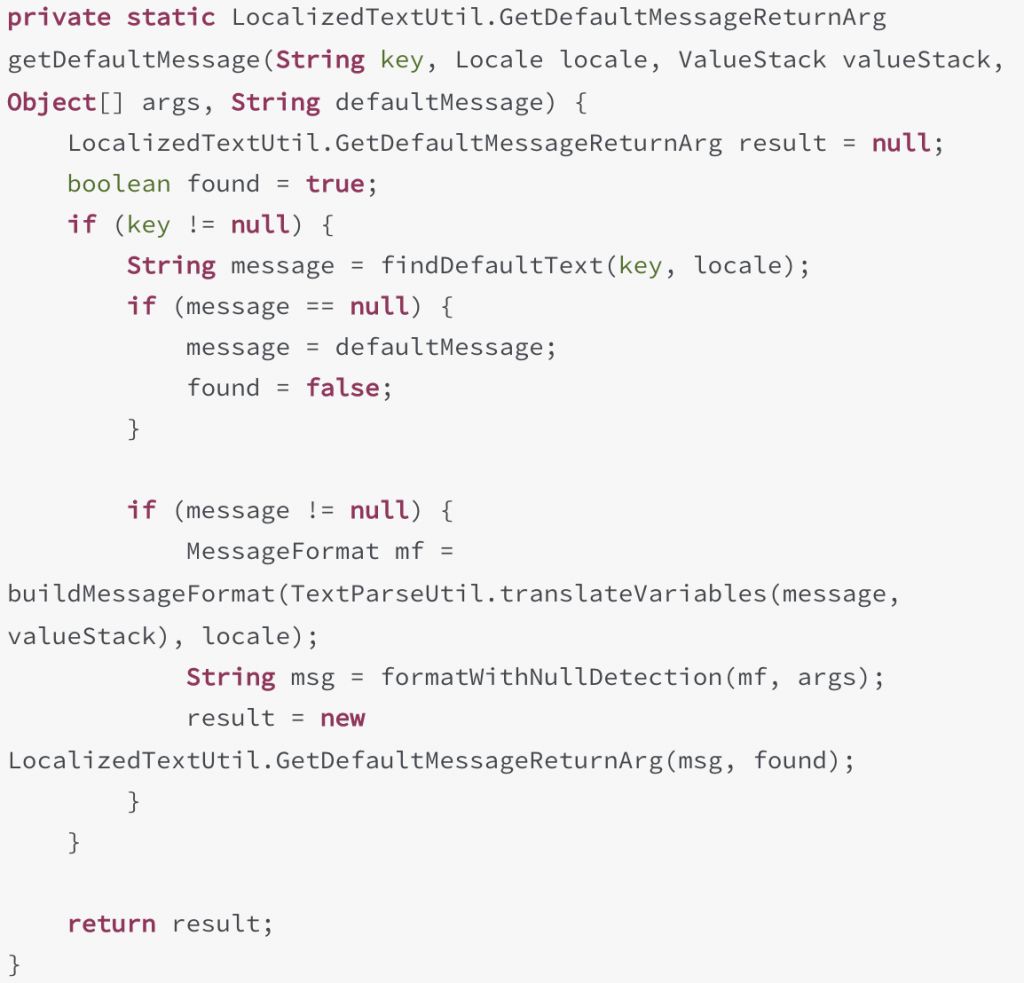 private static LocalizedTextUtil.GetDefaultMessageReturnArg
getDefaultMessage(String key, Locale locale, ValueStack valueStack,
Object[] args, String defaultMessage) {
    LocalizedTextUtil.GetDefaultMessageReturnArg result = null;
    boolean found = true;
    if (key != null) {
        String message = findDefaultText(key, locale);
        if (message == null) {
            message = defaultMessage;
            found = false;
        }

        if (message != null) {
            MessageFormat mf =
buildMessageFormat(TextParseUtil.translateVariables(message,
valueStack), locale);
            String msg = formatWithNullDetection(mf, args);
            result = new
LocalizedTextUtil.GetDefaultMessageReturnArg(msg, found);
        }
    }

    return result;
}